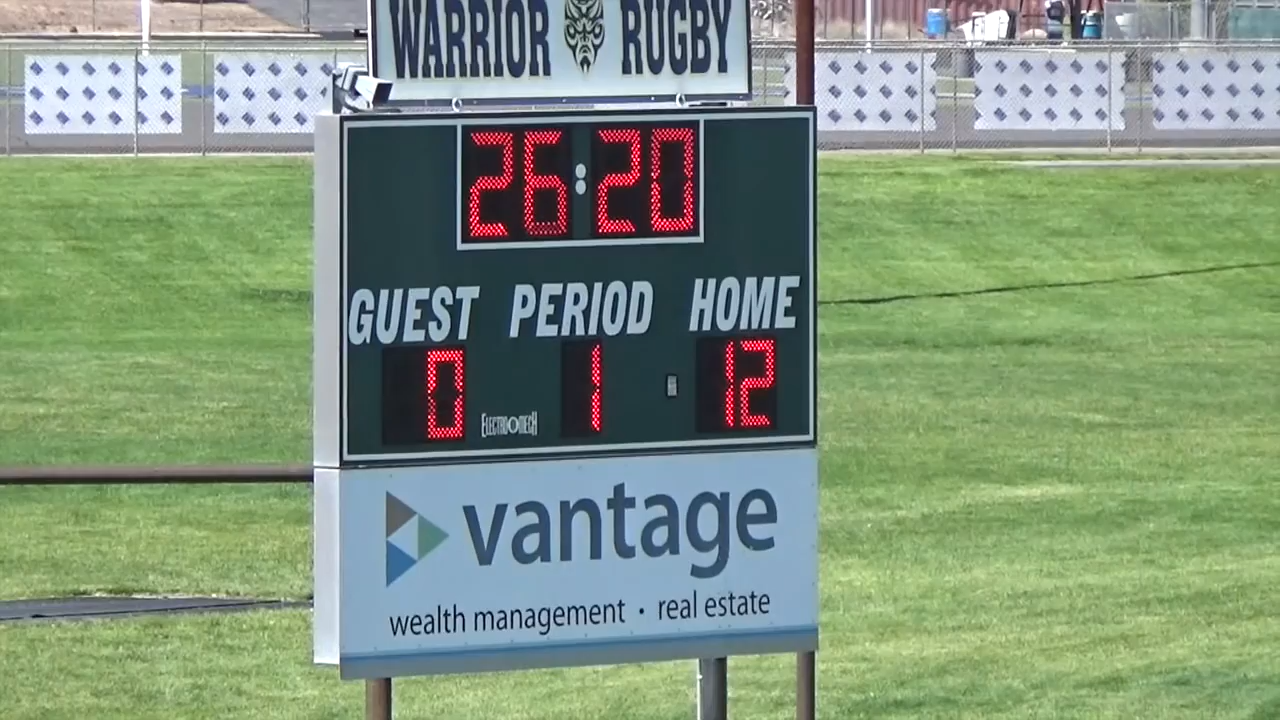 WARRIOR RUGBY
26:20
GUEST PERIOD HOME
0 1 12
ELECTRO-MECH
vantage
wealth management · real estate